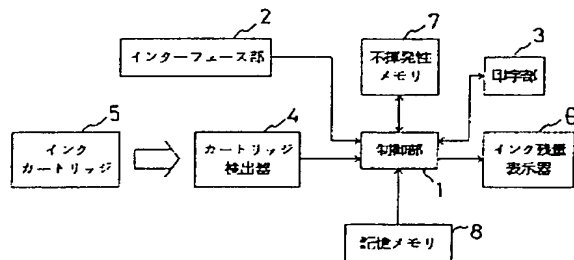 2
インターフェース部
7
不揮発性
メモリ
3
印字部
5
インク
カートリッジ
4
カートリッジ
検出器
制御部
1
6
インク残量
表示器
記憶メモリ
8